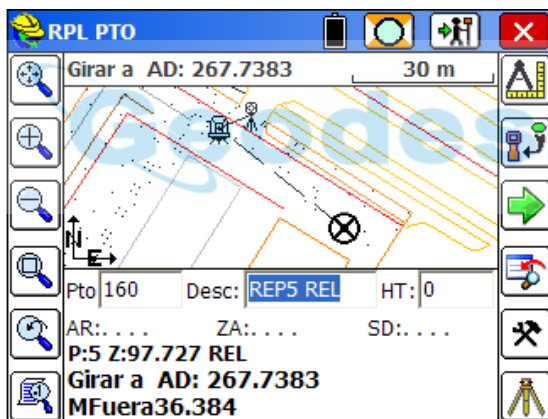 RPL PTO
Girar a AD: 267.7383 30 m
Geodes
N
E
Pto 160 Desc: REP5 REL HT: 0
AR:. . . . ZA:. . . . SD:. . . .
P:5 Z:97.727 REL
Girar a AD: 267.7383
MFuera36.384